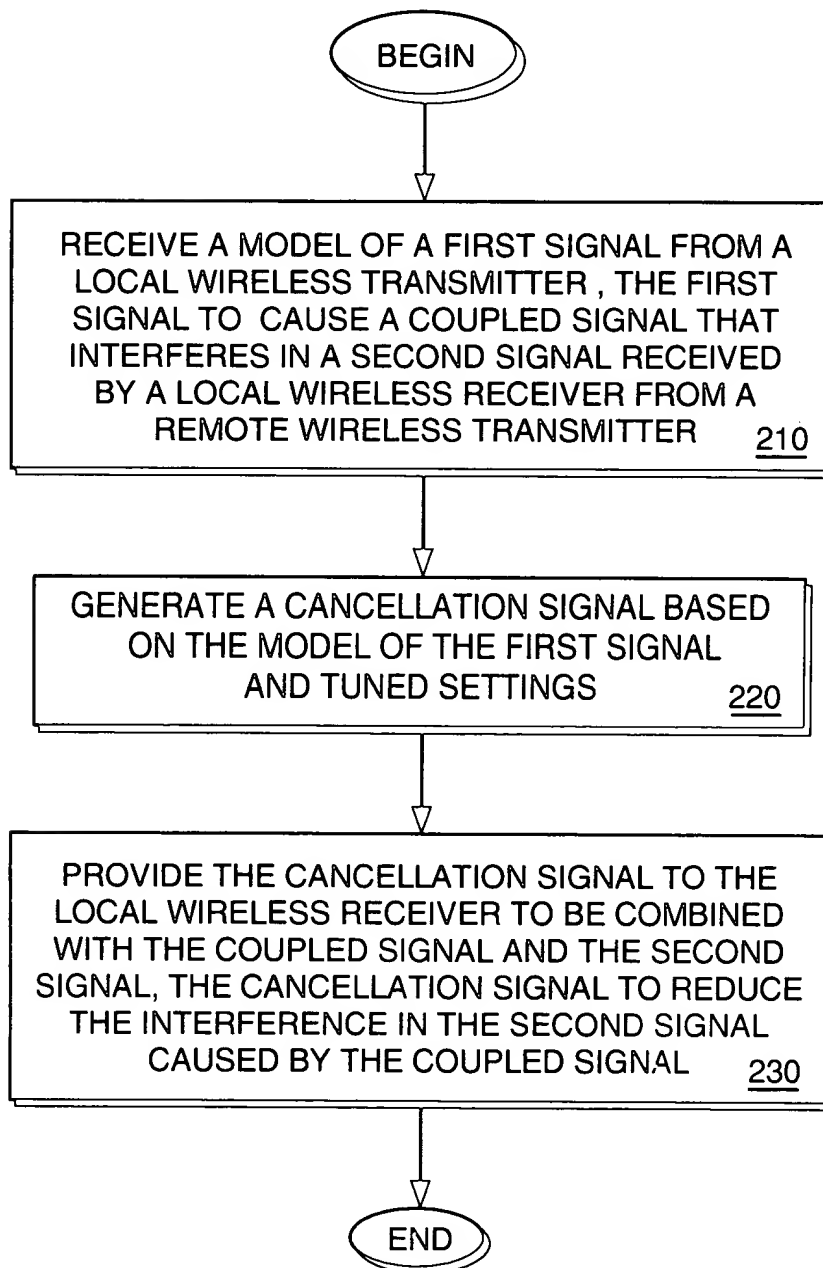 BEGIN
RECEIVE A MODEL OF A FIRST SIGNAL FROM A
LOCAL WIRELESS TRANSMITTER , THE FIRST
SIGNAL TO CAUSE A COUPLED SIGNAL THAT
INTERFERES IN A SECOND SIGNAL RECEIVED
BY A LOCAL WIRELESS RECEIVER FROM A
REMOTE WIRELESS TRANSMITTER
210
GENERATE A CANCELLATION SIGNAL BASED
ON THE MODEL OF THE FIRST SIGNAL
AND TUNED SETTINGS
220
PROVIDE THE CANCELLATION SIGNAL TO THE
LOCAL WIRELESS RECEIVER TO BE COMBINED
WITH THE COUPLED SIGNAL AND THE SECOND
SIGNAL, THE CANCELLATION SIGNAL TO REDUCE
THE INTERFERENCE IN THE SECOND SIGNAL
CAUSED BY THE COUPLED SIGNAL
230
END